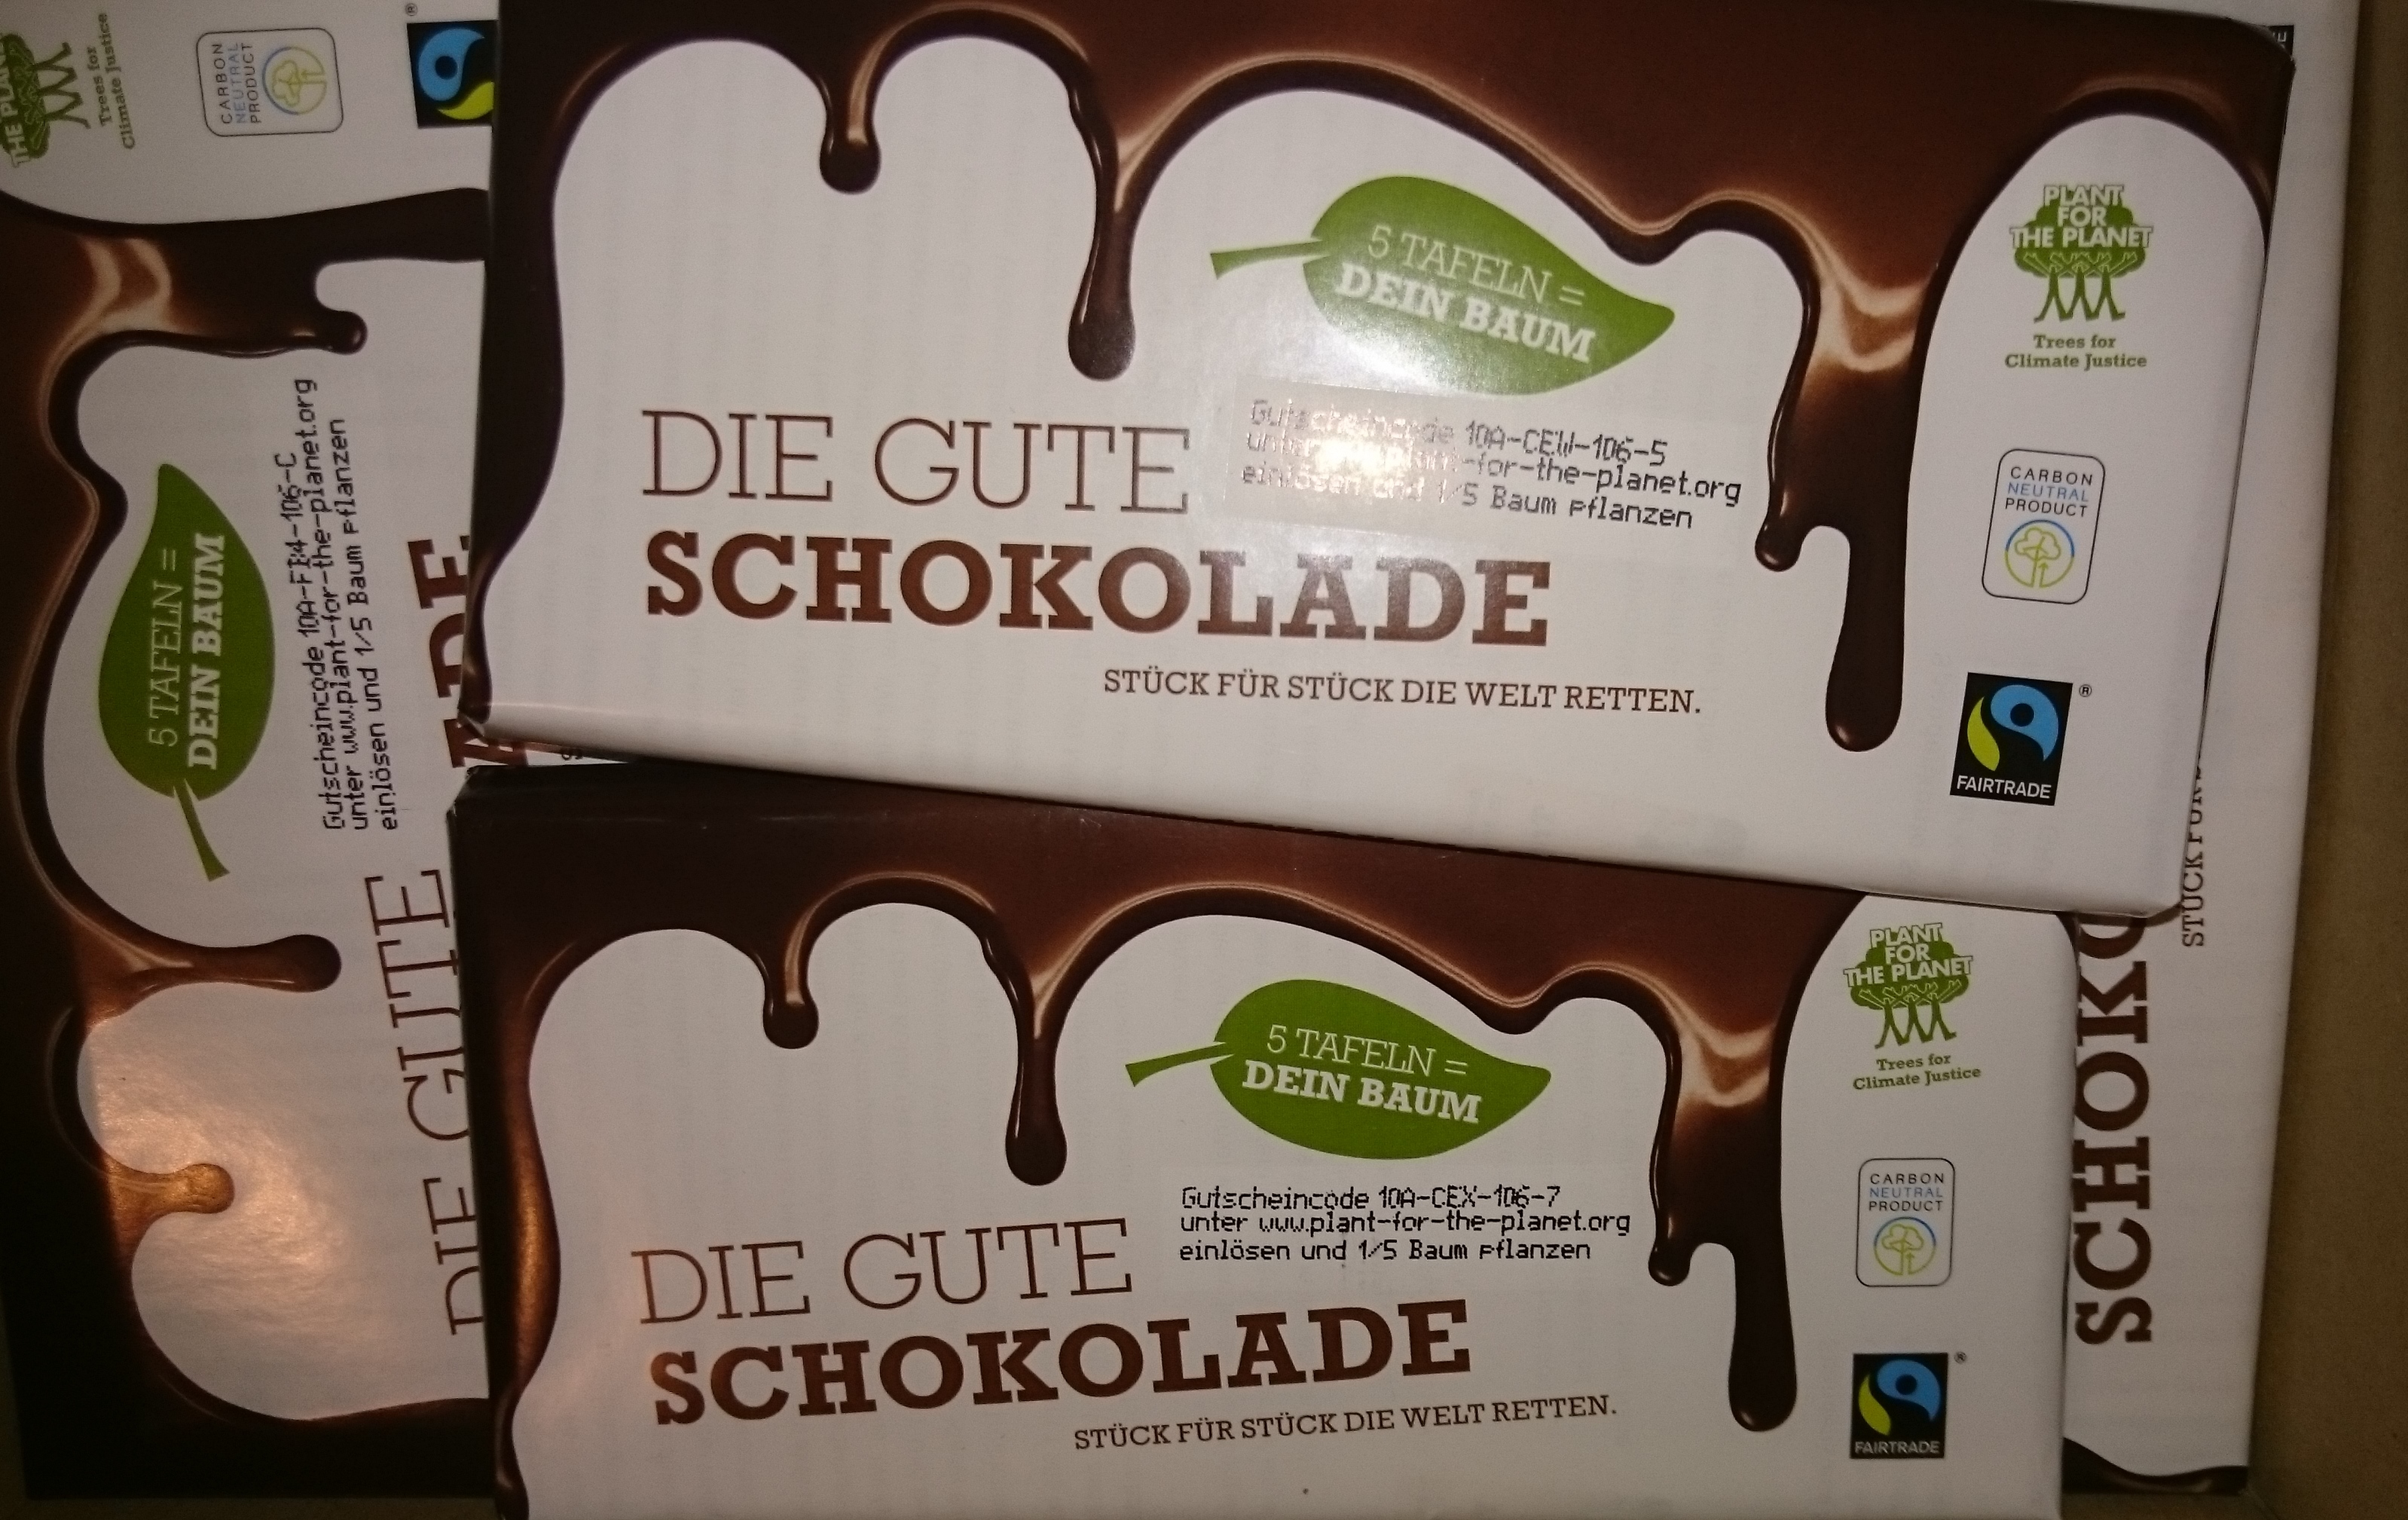 THE PLANET
Trees for
Climate Justice
CARBON
NEUTRAL
PRODUCT
®
5 TAFELN =
DEIN BAUM
Gutscheincode
unter www.plant-for-the-planet.org
einlösen und 1/5 Baum pflanzen
DIE GUTE
ADE
5 TAFELN =
DEIN BAUM
Gutscheincode 10A-CEW-106-5
unter www.plant-for-the-planet.org
einlösen und 1/5 Baum pflanzen
DIE GUTE
SCHOKOLADE
STÜCK FÜR STÜCK DIE WELT RETTEN.
PLANT
FOR
THE PLANET
Trees for
Climate Justice
CARBON
NEUTRAL
PRODUCT
®
FAIRTRADE
5 TAFELN =
DEIN BAUM
Gutscheincode 10A-CEX-106-7
unter www.plant-for-the-planet.org
einlösen und 1/5 Baum pflanzen
DIE GUTE
SCHOKOLADE
STÜCK FÜR STÜCK DIE WELT RETTEN.
PLANT
FOR
THE PLANET
Trees for
Climate Justice
CARBON
NEUTRAL
PRODUCT
®
FAIRTRADE
SCHOKO
STÜCK FÜR